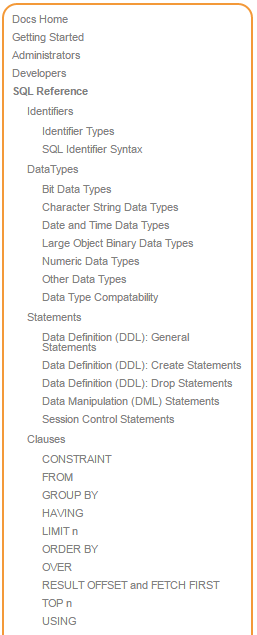 Docs Home
Getting Started
Administrators
Developers
SQL Reference
Identifiers
Identifier Types
SQL Identifier Syntax
DataTypes
Bit Data Types
Character String Data Types
Date and Time Data Types
Large Object Binary Data Types
Numeric Data Types
Other Data Types
Data Type Compatability
Statements
Data Definition (DDL): General
Statements
Data Definition (DDL): Create Statements
Data Definition (DDL): Drop Statements
Data Manipulation (DML) Statements
Session Control Statements
Clauses
CONSTRAINT
FROM
GROUP BY
HAVING
LIMIT n
ORDER BY
OVER
RESULT OFFSET and FETCH FIRST
TOP n
USING